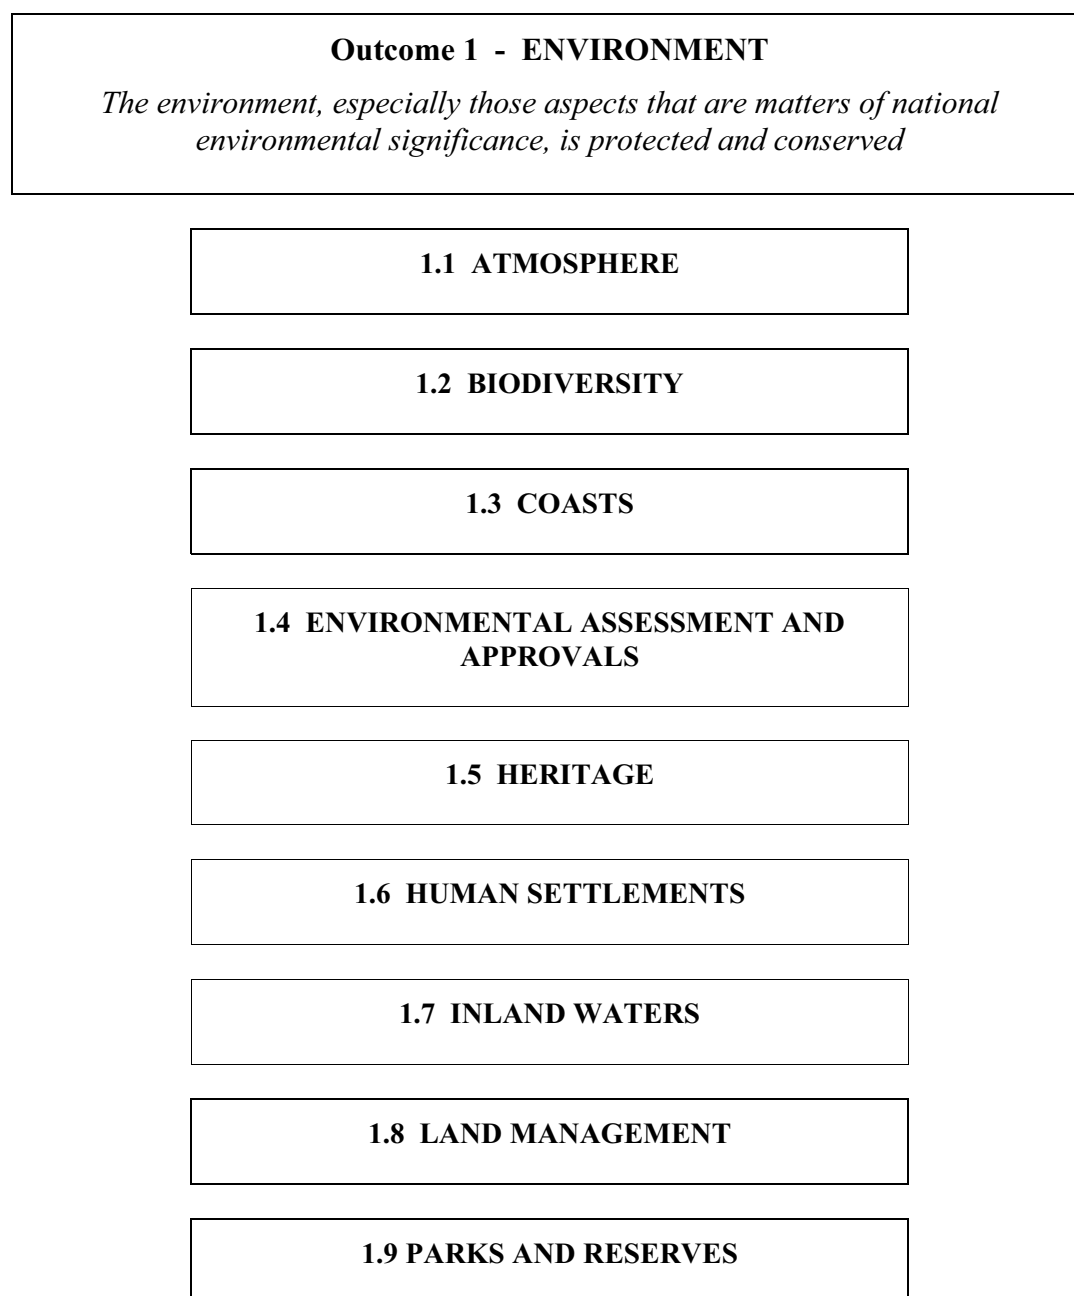 Outcome 1 - ENVIRONMENT
The environment, especially those aspects that are matters of national
environmental significance, is protected and conserved
1.1 ATMOSPHERE
1.2 BIODIVERSITY
1.3 COASTS
1.4 ENVIRONMENTAL ASSESSMENT AND
APPROVALS
1.5 HERITAGE
1.6 HUMAN SETTLEMENTS
1.7 INLAND WATERS
1.8 LAND MANAGEMENT
1.9 PARKS AND RESERVES